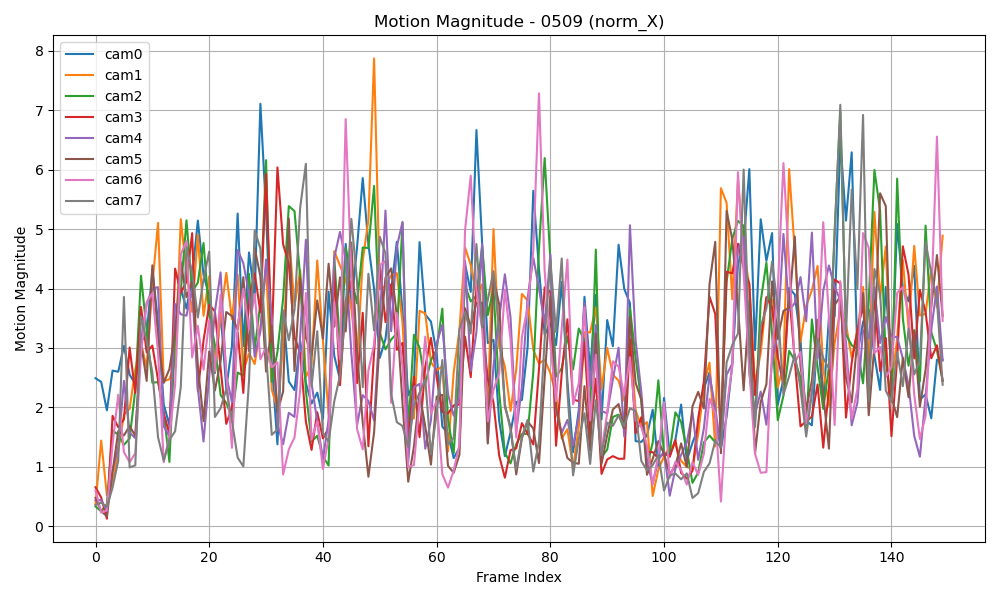 Motion Magnitude - 0509 (norm_X)
8
7
6
5
4
3
2
1
0
Motion Magnitude
cam0
cam1
cam2
cam3
cam4
cam5
cam6
cam7
0 20 40 60 80 100 120 140
Frame Index